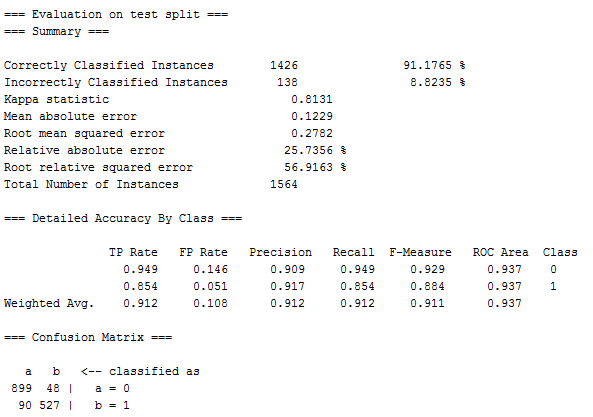 === Evaluation on test split ===
=== Summary ===
Correctly Classified Instances 1426 91.1765 %
Incorrectly Classified Instances 138 8.8235 %
Kappa statistic 0.8131
Mean absolute error 0.1229
Root mean squared error 0.2782
Relative absolute error 25.7356 %
Root relative squared error 56.9163 %
Total Number of Instances 1564
=== Detailed Accuracy By Class ===
TP Rate FP Rate Precision Recall F-Measure ROC Area Class
0.949 0.146 0.909 0.949 0.929 0.937 0
0.854 0.051 0.917 0.854 0.884 0.937 1
Weighted Avg. 0.912 0.108 0.912 0.912 0.911 0.937
=== Confusion Matrix ===
a b <-- classified as
899 48 | a = 0
90 527 | b = 1